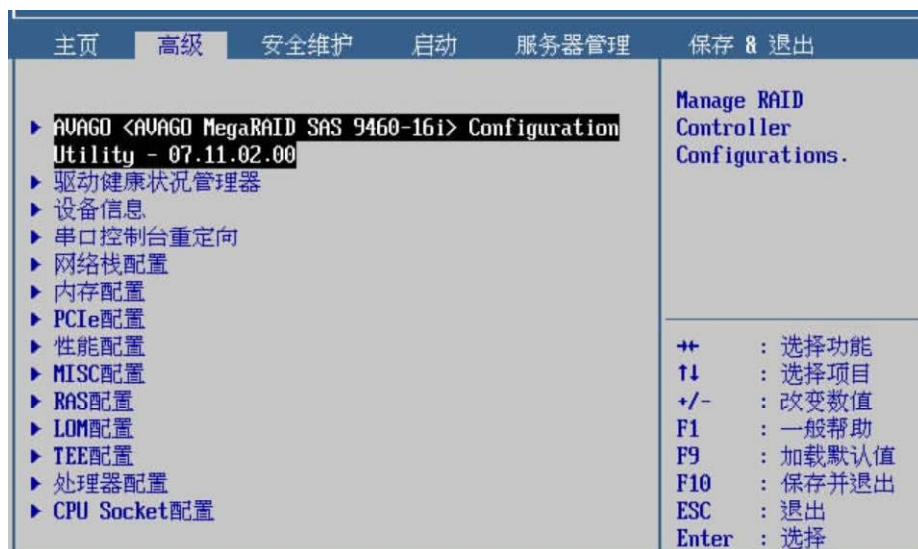 主页 高级 安全维护 启动 服务器管理 保存 & 退出
AVAGO <AVAGO MegaRAID SAS 9460-16i> Configuration
Utility - 07.11.02.00
驱动健康状况管理器
设备信息
串口控制台重定向
网络栈配置
内存配置
PCIe配置
性能配置
MISC配置
RAS配置
LOM配置
TEE配置
处理器配置
CPU Socket配置
Manage RAID
Controller
Configurations.
→← : 选择功能
↑↓ : 选择项目
+/- : 改变数值
F1 : 一般帮助
F9 : 加载默认值
F10 : 保存并退出
ESC : 退出
Enter : 选择